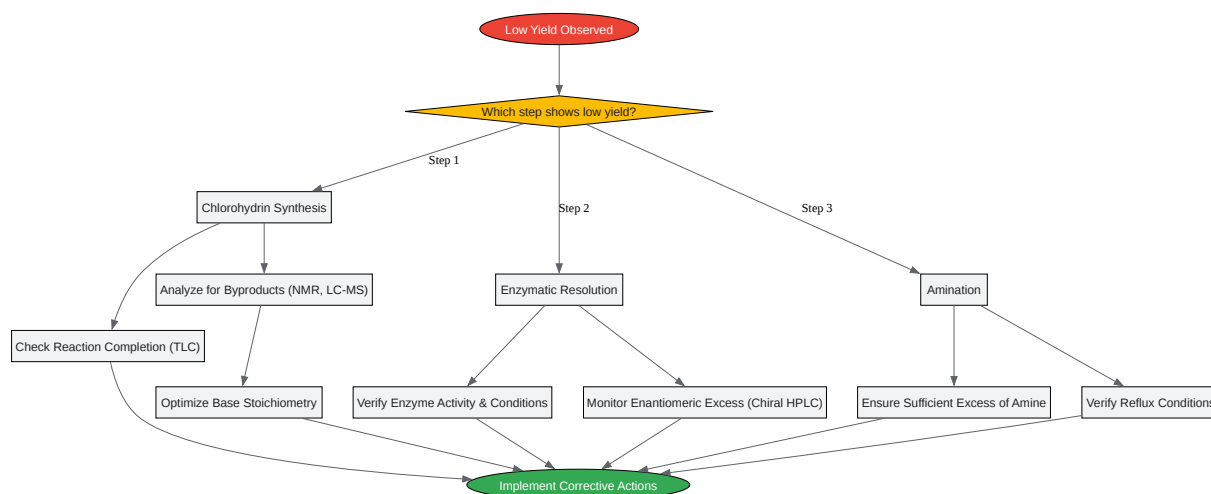 Low Yield Observed
Which step shows low yield?
Step 1
Chlorohydrin Synthesis
Step 2
Step 3
Analyze for Byproducts (NMR, LC-MS)
Enzymatic Resolution
Amination
Check Reaction Completion (TLC)
Optimize Base Stoichiometry
Verify Enzyme Activity & Conditions
Monitor Enantiomeric Excess (Chiral HPLC)
Ensure Sufficient Excess of Amine
Verify Reflux Conditions
Implement Corrective Actions